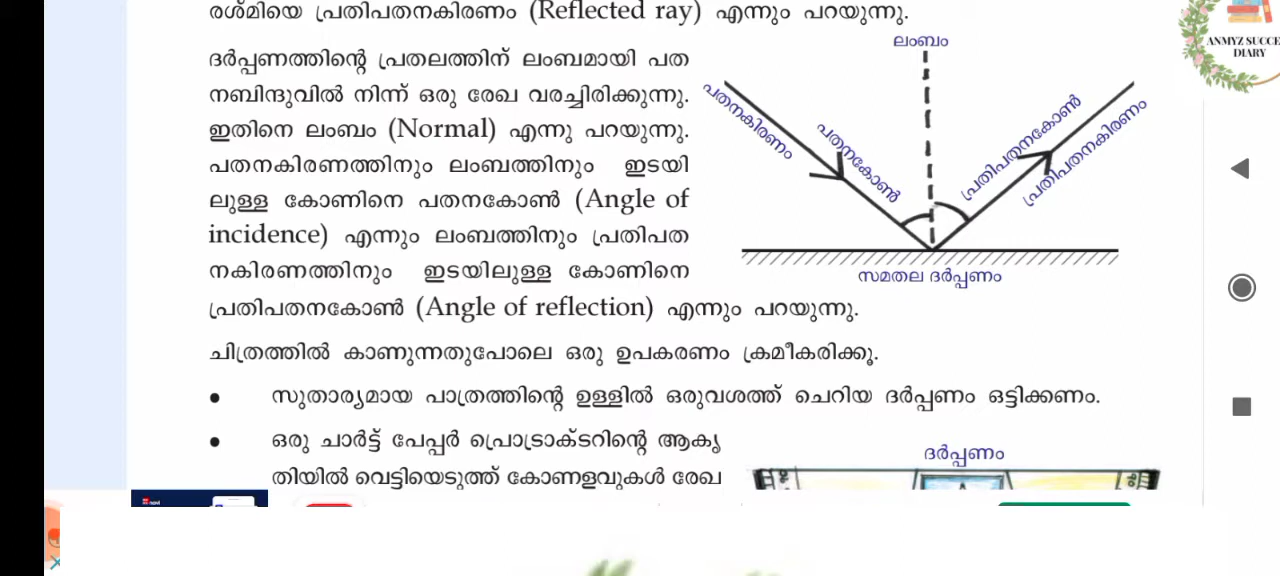 രശ്മിയെ പ്രതിപതനകിരണം (Reflected ray) എന്നും പറയുന്നു.
ദർപ്പണത്തിന്റെ പ്രതലത്തിന് ലംബമായി പത
നബിന്ദുവിൽ നിന്ന് ഒരു രേഖ വരച്ചിരിക്കുന്നു.
ഇതിനെ ലംബം (Normal) എന്നു പറയുന്നു.
പതനകിരണത്തിനും ലംബത്തിനും ഇടയി
ലുള്ള കോണിനെ പതനകോൺ (Angle of
incidence) എന്നും ലംബത്തിനും പ്രതിപത
നകിരണത്തിനും ഇടയിലുള്ള കോണിനെ
പ്രതിപതനകോൺ (Angle of reflection) എന്നും പറയുന്നു.
ലംബം
പതനകിരണം
പതനകോൺ
പ്രതിപതനകോൺ
പ്രതിപതനകിരണം
സമതല ദർപ്പണം
ചിത്രത്തിൽ കാണുന്നതുപോലെ ഒരു ഉപകരണം ക്രമീകരിക്കൂ.
• സുതാര്യമായ പാത്രത്തിന്റെ ഉള്ളിൽ ഒരുവശത്ത് ചെറിയ ദർപ്പണം ഒട്ടിക്കണം.
• ഒരു ചാർട്ട് പേപ്പർ പ്രൊട്രാക്ടറിന്റെ ആകൃ
തിയിൽ വെട്ടിയെടുത്ത് കോണളവുകൾ രേഖ
ദർപ്പണം
ANMYZ SUCCE
DIARY